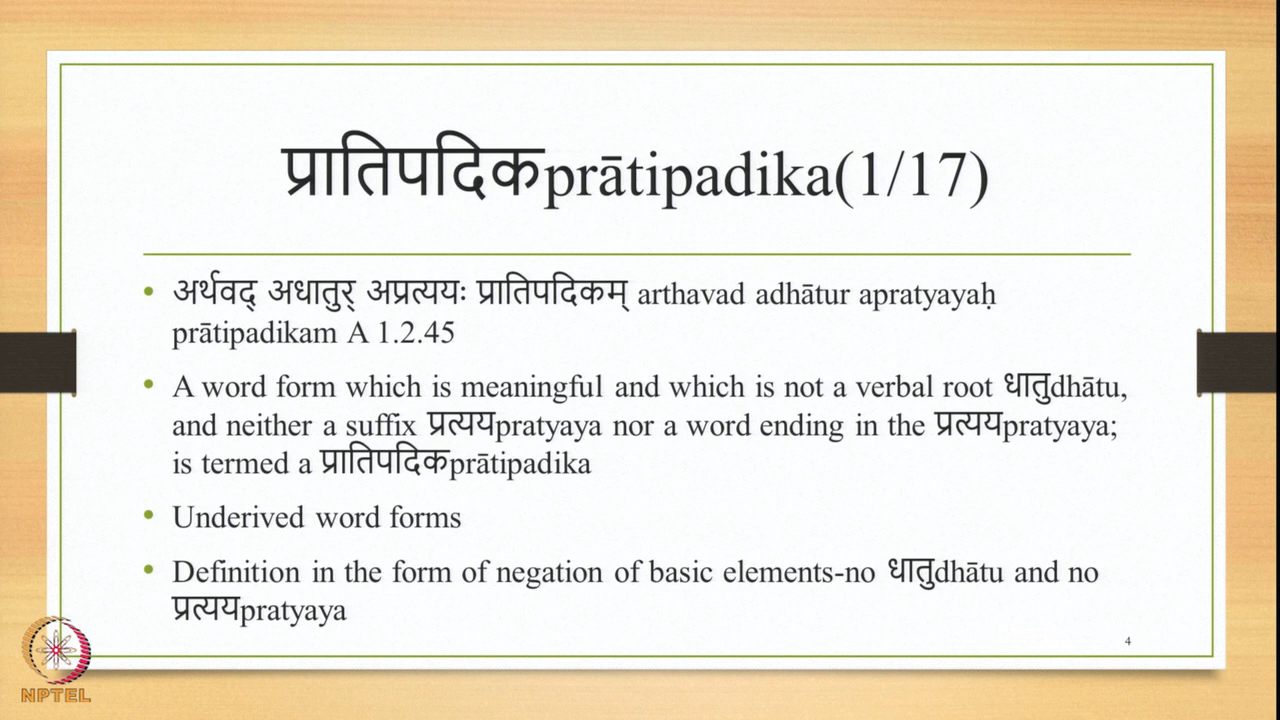 प्रातिपदिकprātipadika(1/17)
• अर्थवद् अधातुर् अप्रत्ययः प्रातिपदिकम् arthavad adhātur apratyayaḥ
prātipadikam A 1.2.45
• A word form which is meaningful and which is not a verbal root धातुdhātu,
and neither a suffix प्रत्ययpratyaya nor a word ending in the प्रत्ययpratyaya;
is termed a प्रातिपदिकprātipadika
• Underived word forms
• Definition in the form of negation of basic elements-no धातुdhātu and no
प्रत्ययpratyaya
4
NPTEL